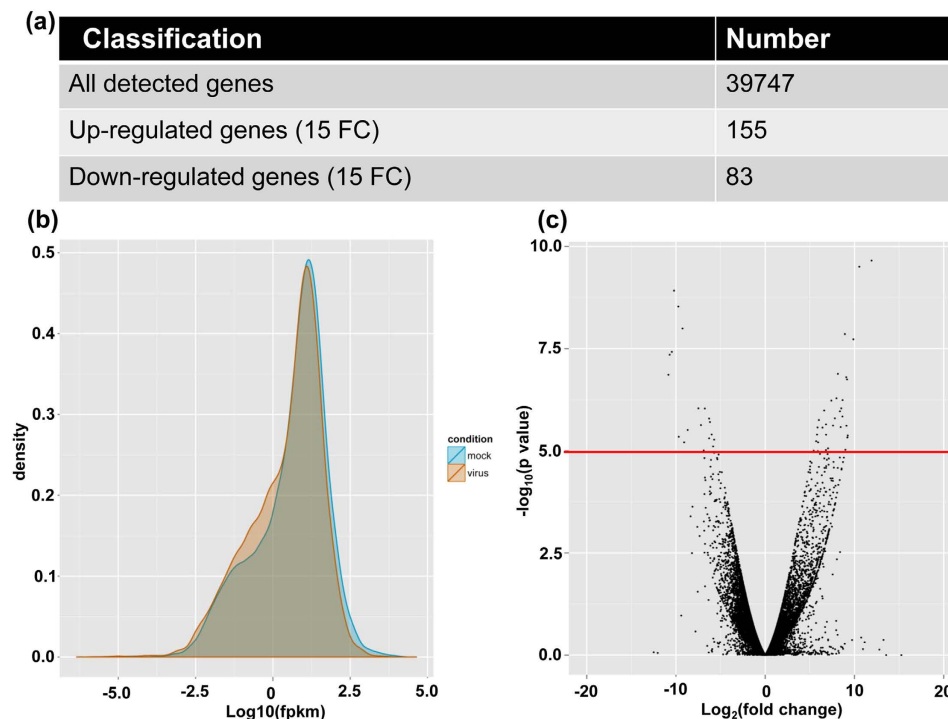 (a)
Classification Number
All detected genes 39747
Up-regulated genes (15 FC) 155
Down-regulated genes (15 FC) 83
(b)
0.5
0.4
0.3
0.2
0.1
0.0
density
-5.0 -2.5 0 2.5 5.0
Log10(fpkm)
condition
mock
virus
(c)
10.0
7.5
5.0
2.5
0.0
-log10(p value)
-20 -10 0 10 20
Log2(fold change)